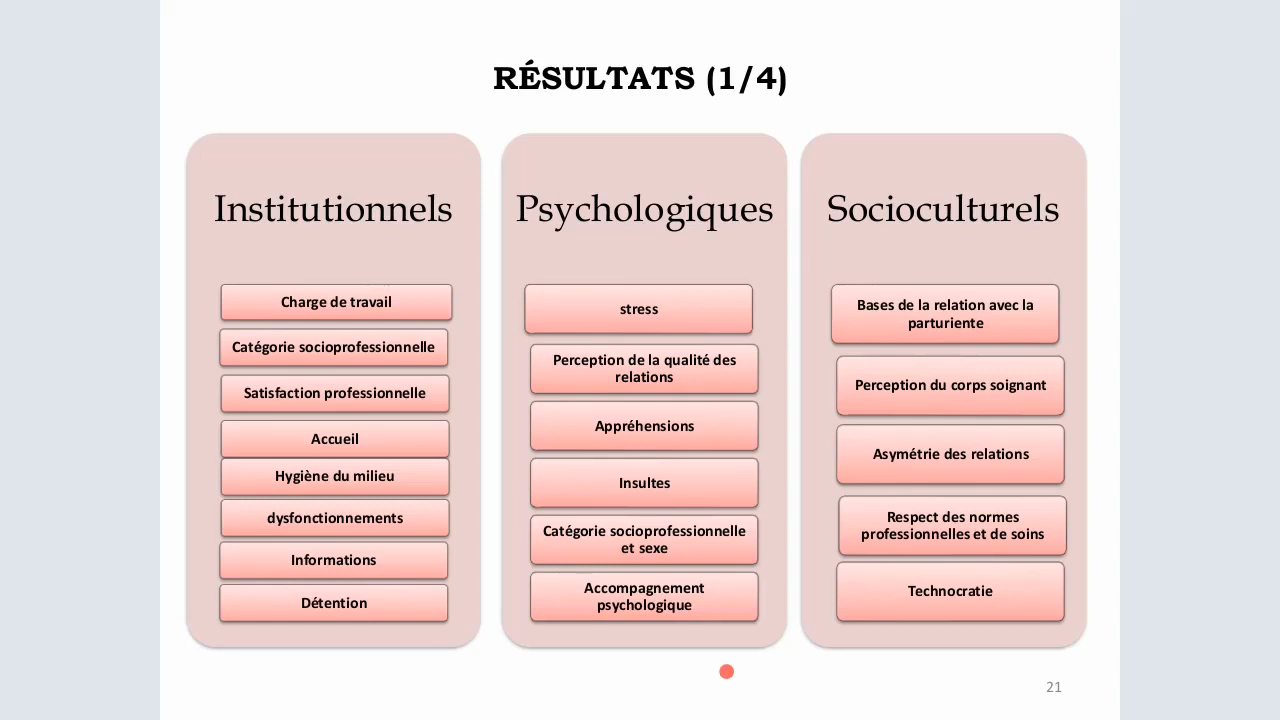 RÉSULTATS (1/4)
Institutionnels
Charge de travail
Catégorie socioprofessionnelle
Satisfaction professionnelle
Accueil
Hygiène du milieu
dysfonctionnements
Informations
Détention
Psychologiques
stress
Perception de la qualité des
relations
Appréhensions
Insultes
Catégorie socioprofessionnelle
et sexe
Accompagnement
psychologique
Socioculturels
Bases de la relation avec la
parturiente
Perception du corps soignant
Asymétrie des relations
Respect des normes
professionnelles et de soins
Technocratie
21